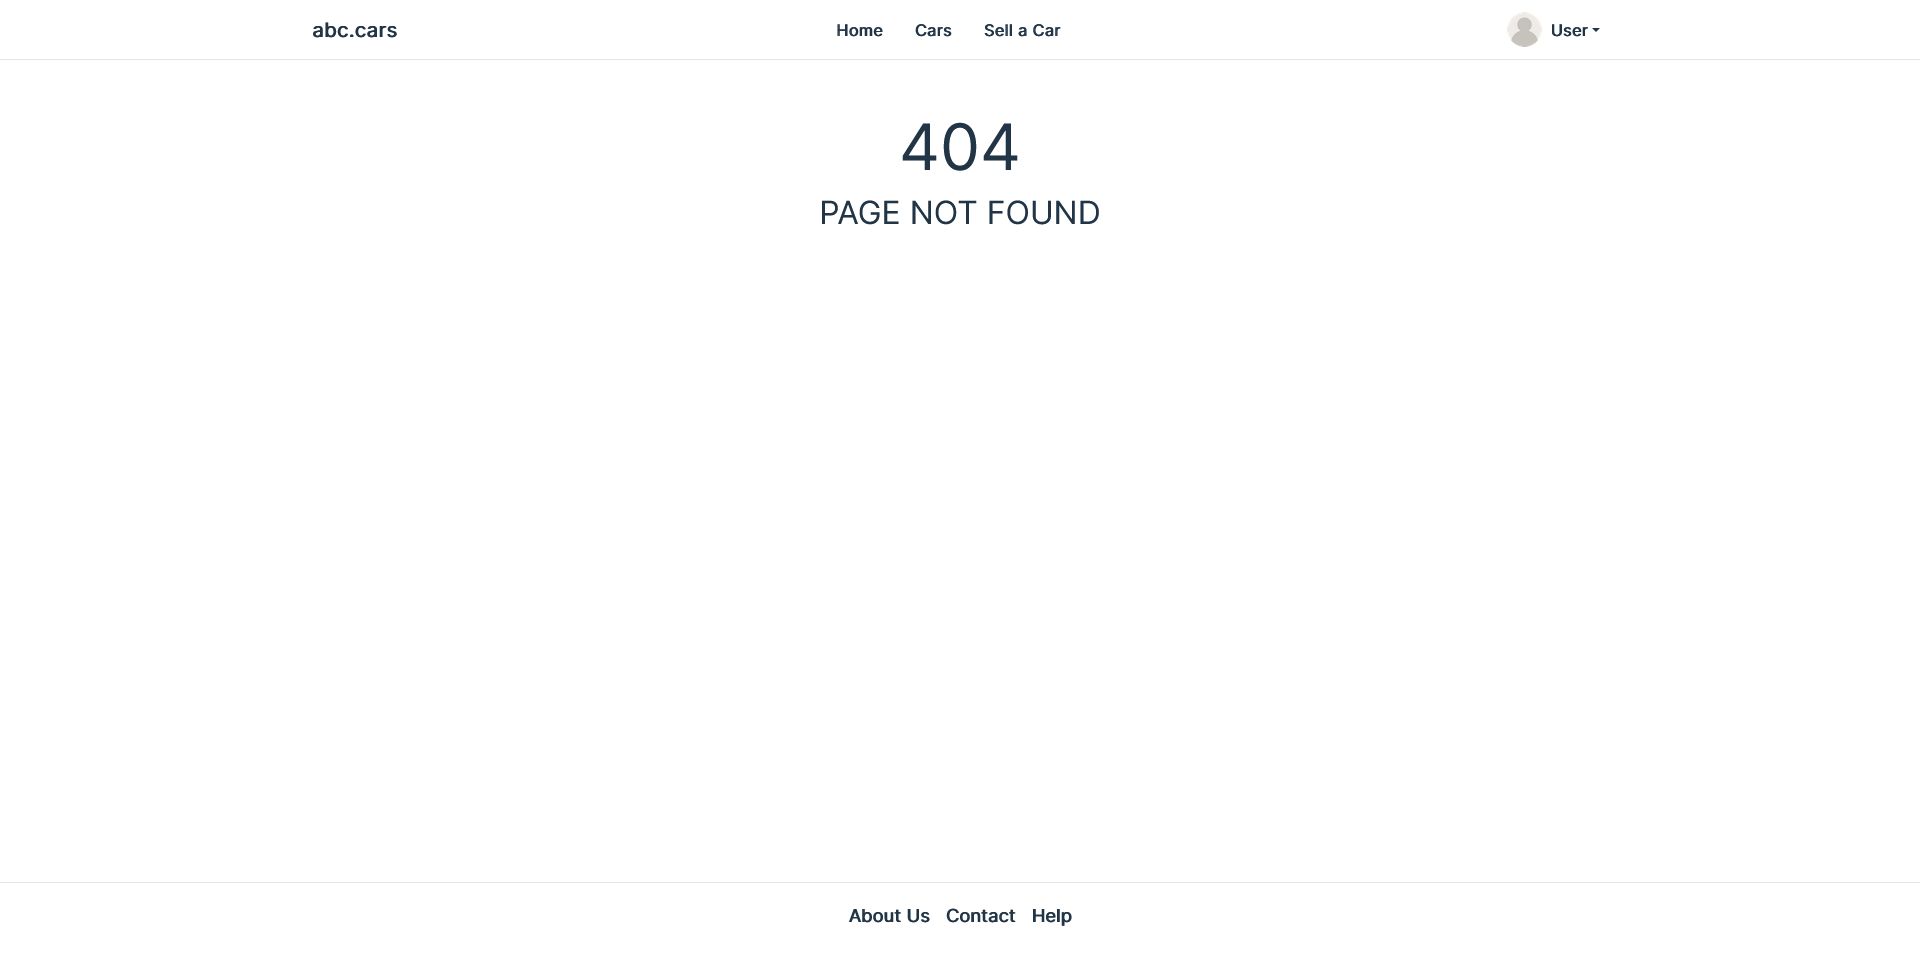 abc.cars
Home Cars Sell a Car
User
404
PAGE NOT FOUND
About Us Contact Help